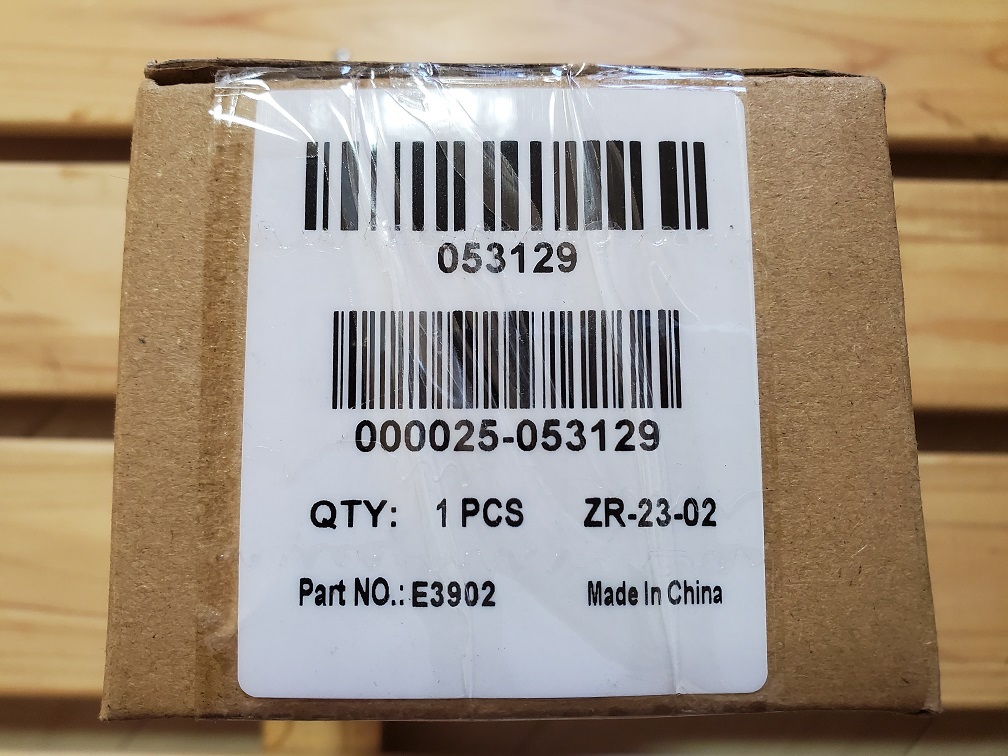 053129
000025-053129
QTY: 1 PCS ZR-23-02
Part NO.: E3902 Made In China